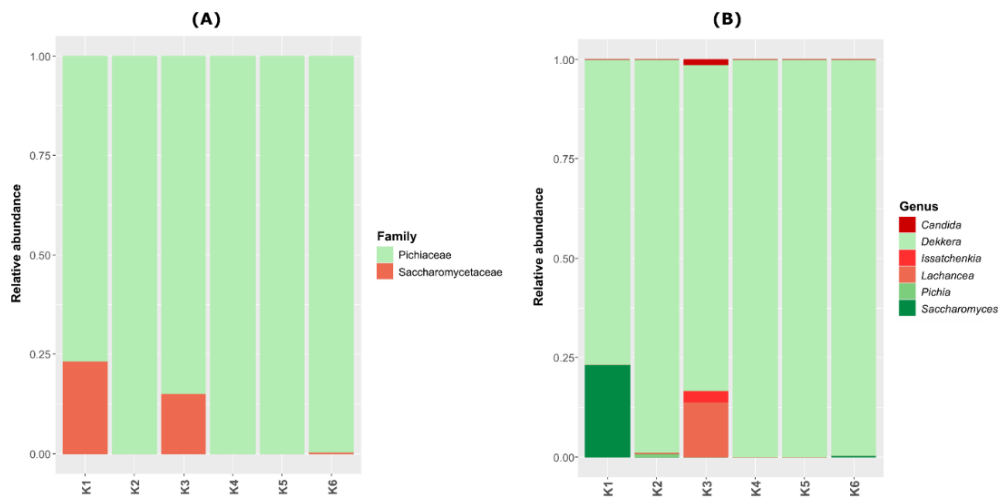 (A)
Relative abundance
1.00
0.75
0.50
0.25
0.00
K1
K2
K3
K4
K5
K6
Family
Pichiaceae
Saccharomycetaceae
(B)
Relative abundance
1.00
0.75
0.50
0.25
0.00
K1
K2
K3
K4
K5
K6
Genus
Candida
Dekkera
Issatchenkia
Lachancea
Pichia
Saccharomyces